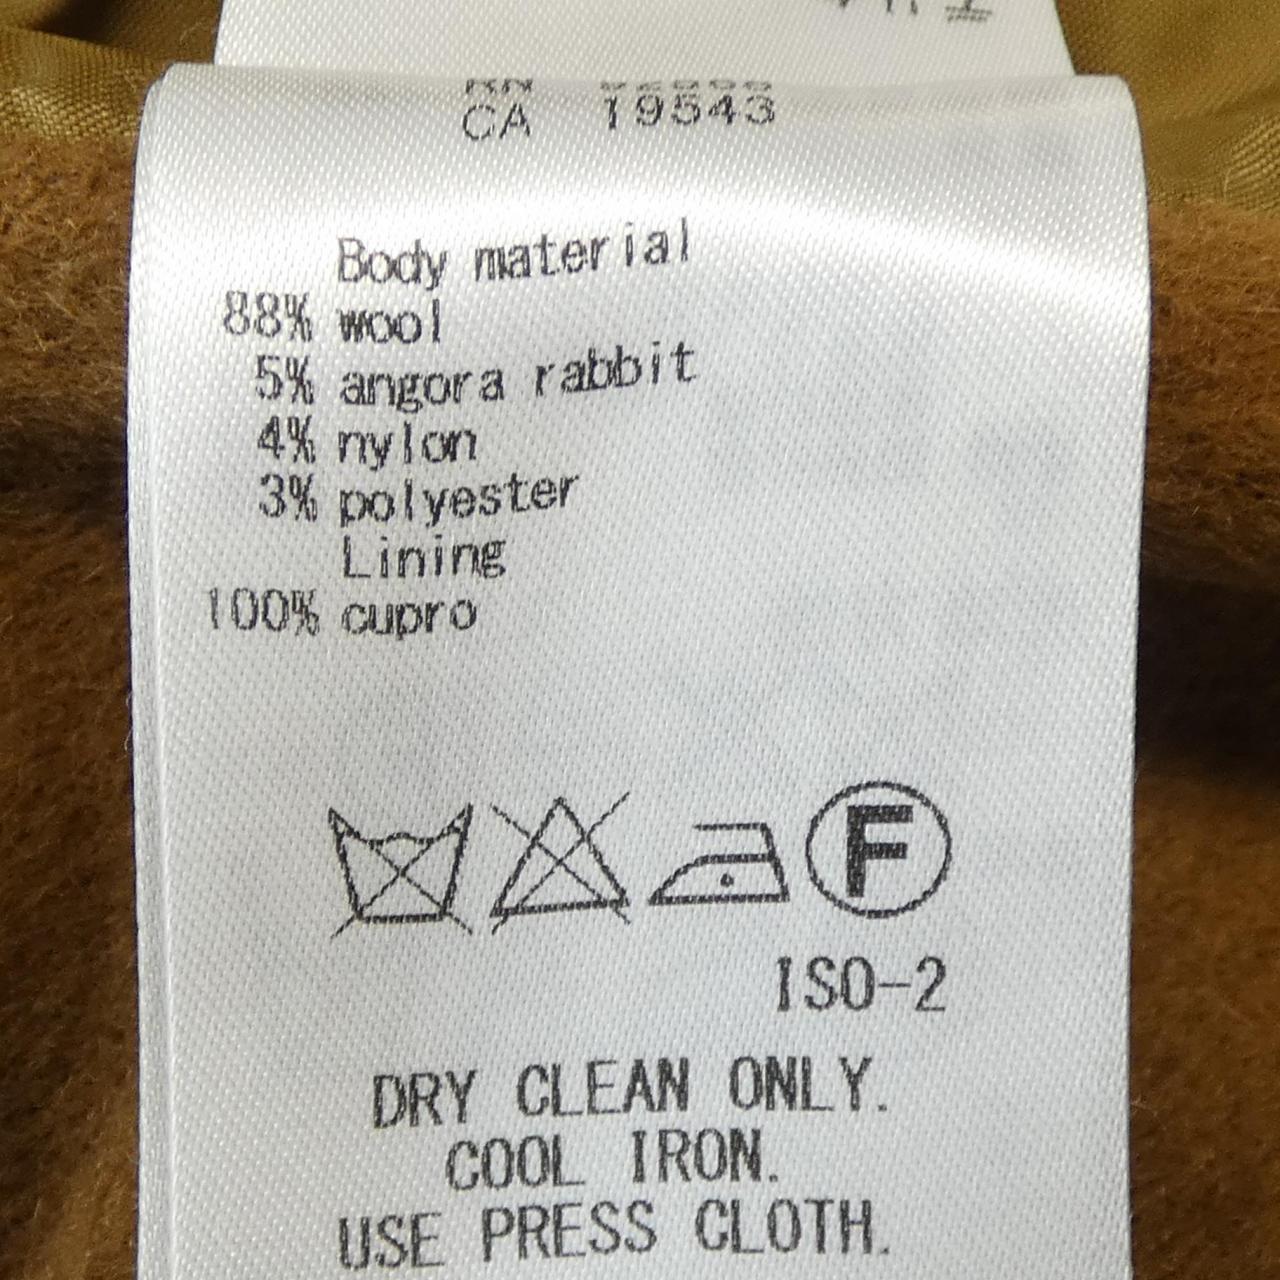 CA 19543
Body material
88% wool
5% angora rabbit
4% nylon
3% polyester
Lining
100% cupro
F
ISO-2
DRY CLEAN ONLY.
COOL IRON.
USE PRESS CLOTH.